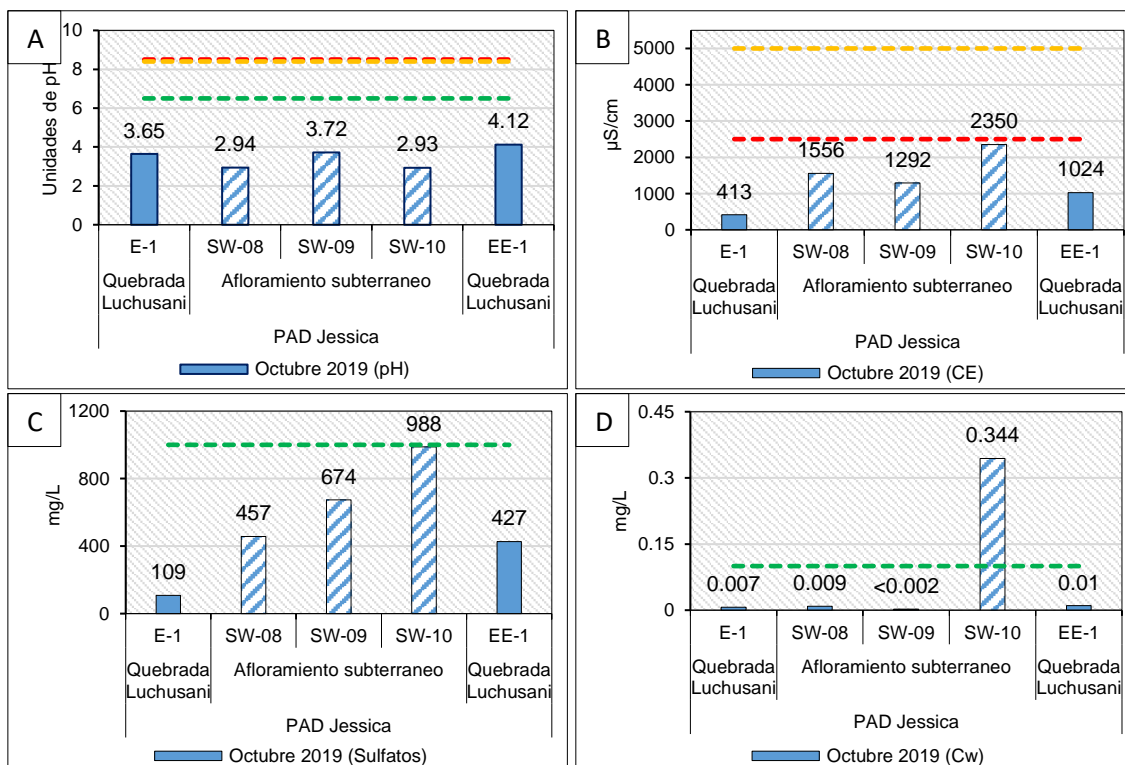 A
Unidades de pH
10
8
6
4
2
0
3.65
2.94
3.72
2.93
4.12
E-1
SW-08
SW-09
SW-10
EE-1
Quebrada
Luchusani
Afloramiento subterraneo
Quebrada
Luchusani
PAD Jessica
Octubre 2019 (pH)
B
µS/cm
5000
4000
3000
2000
1000
0
413
1556
1292
2350
1024
E-1
SW-08
SW-09
SW-10
EE-1
Quebrada
Luchusani
Afloramiento subterraneo
Quebrada
Luchusani
PAD Jessica
Octubre 2019 (CE)
C
mg/L
1200
800
400
0
109
457
674
988
427
E-1
SW-08
SW-09
SW-10
EE-1
Quebrada
Luchusani
Afloramiento subterraneo
Quebrada
Luchusani
PAD Jessica
Octubre 2019 (Sulfatos)
D
mg/L
0.45
0.3
0.15
0
0.007
0.009
<0.002
0.344
0.01
E-1
SW-08
SW-09
SW-10
EE-1
Quebrada
Luchusani
Afloramiento subterraneo
Quebrada
Luchusani
PAD Jessica
Octubre 2019 (Cw)